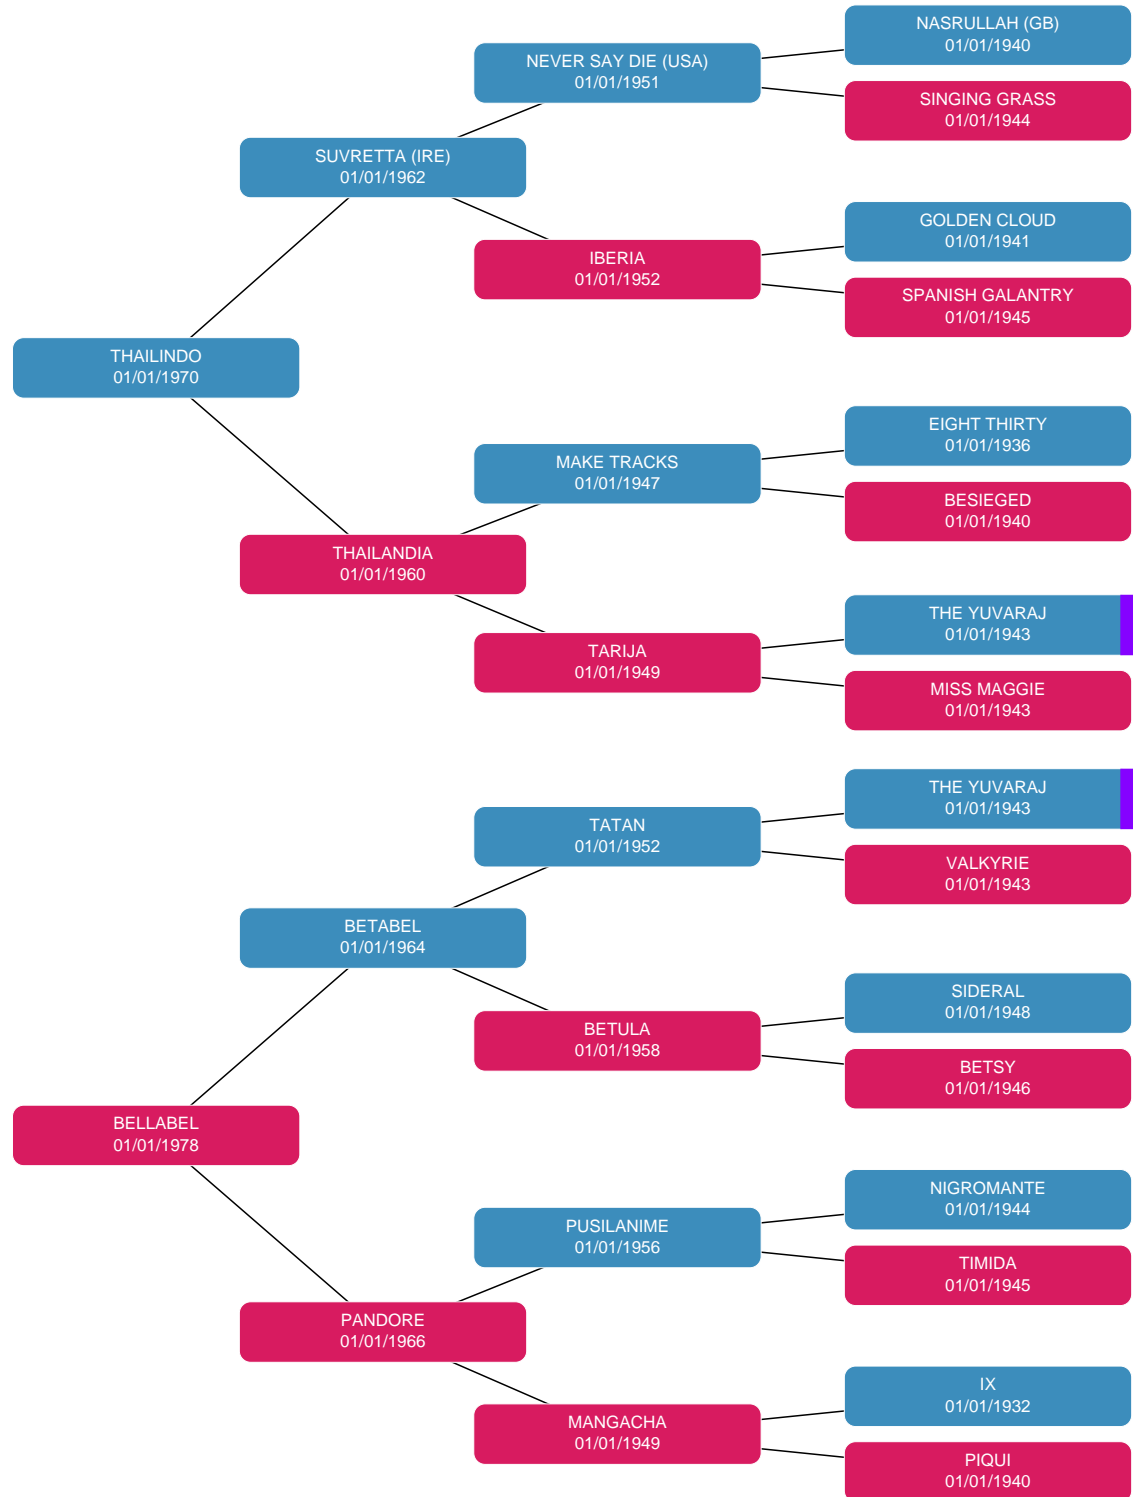 NASRULLAH (GB)
01/01/1940
NEVER SAY DIE (USA)
01/01/1951
SINGING GRASS
01/01/1944
SUVRETTA (IRE)
01/01/1962
GOLDEN CLOUD
01/01/1941
IBERIA
01/01/1952
SPANISH GALANTRY
01/01/1945
THAILINDO
01/01/1970
EIGHT THIRTY
01/01/1936
MAKE TRACKS
01/01/1947
BESIEGED
01/01/1940
THAILANDIA
01/01/1960
THE YUVARAJ
01/01/1943
TARIJA
01/01/1949
MISS MAGGIE
01/01/1943
THE YUVARAJ
01/01/1943
TATAN
01/01/1952
VALKYRIE
01/01/1943
BETABEL
01/01/1964
SIDERAL
01/01/1948
BETULA
01/01/1958
BETSY
01/01/1946
BELLABEL
01/01/1978
NIGROMANTE
01/01/1944
PUSILANIME
01/01/1956
TIMIDA
01/01/1945
PANDORE
01/01/1966
IX
01/01/1932
MANGACHA
01/01/1949
PIQUI
01/01/1940